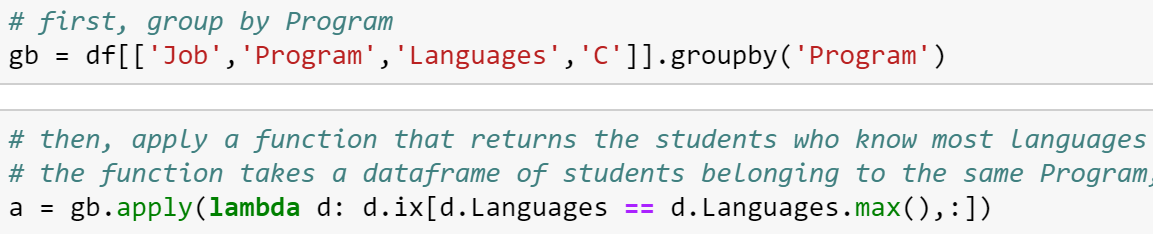 # first, group by Program
gb = df[['Job','Program','Languages','C']].groupby('Program')
# then, apply a function that returns the students who know most languages
# the function takes a dataframe of students belonging to the same Program,
a = gb.apply(lambda d: d.ix[d.Languages == d.Languages.max(),:])